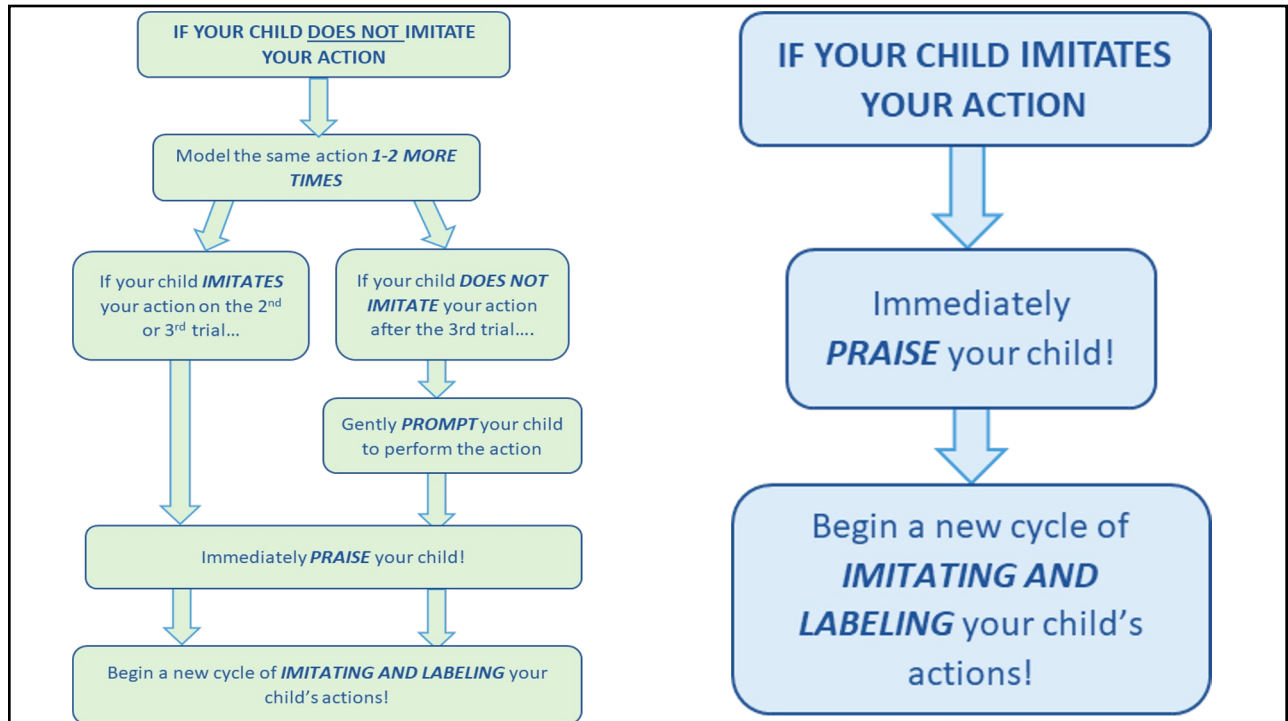 IF YOUR CHILD DOES NOT IMITATE
YOUR ACTION
Model the same action 1-2 MORE
TIMES
If your child IMITATES
your action on the 2nd
or 3rd trial...
If your child DOES NOT
IMITATE your action
after the 3rd trial....
Gently PROMPT your child
to perform the action
Immediately PRAISE your child!
Begin a new cycle of IMITATING AND LABELING your
child's actions!
IF YOUR CHILD IMITATES
YOUR ACTION
Immediately
PRAISE your child!
Begin a new cycle of
IMITATING AND
LABELING your child's
actions!